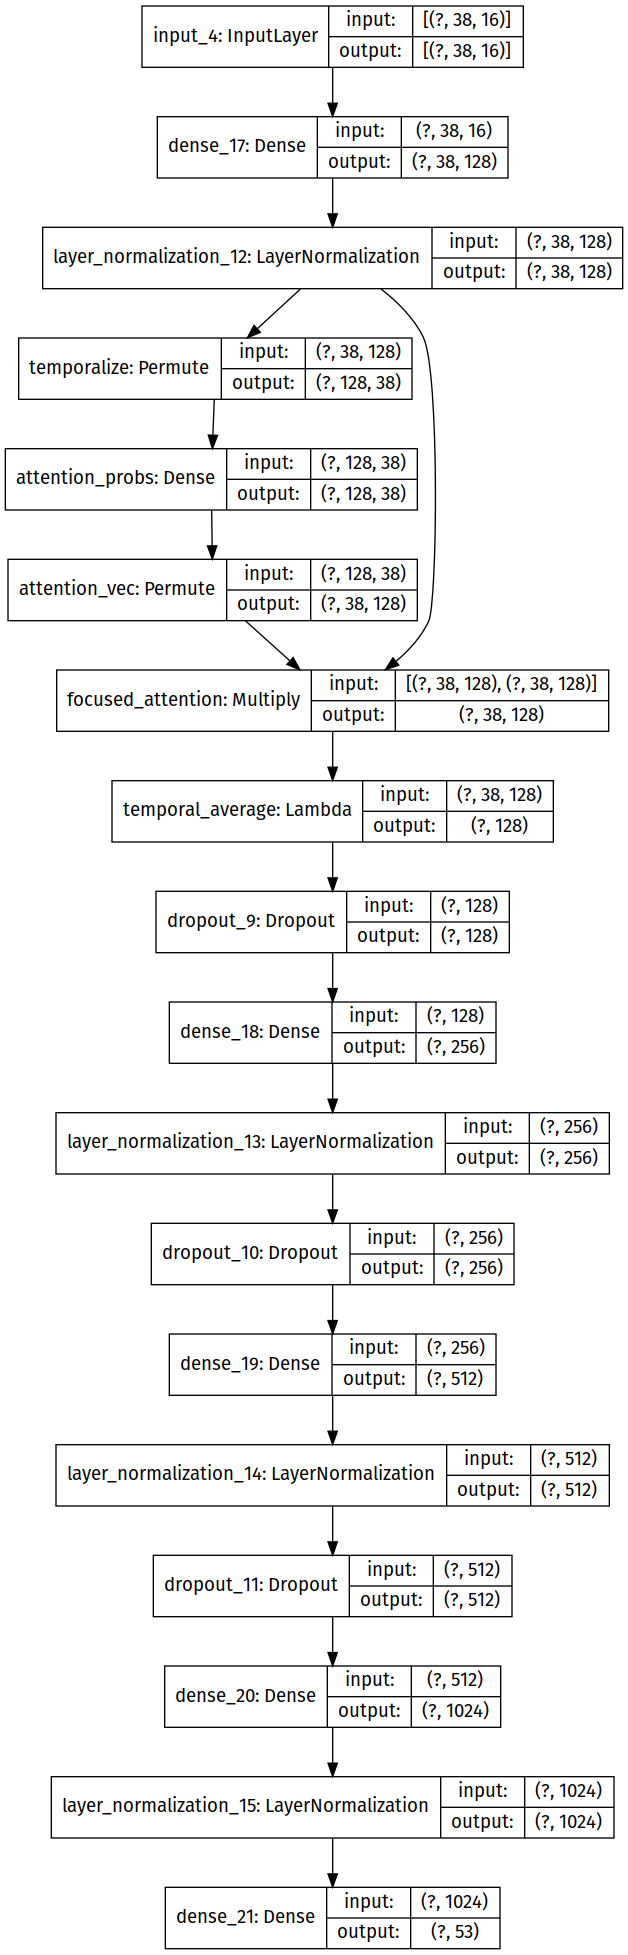 input_4: InputLayer
input:
[(?, 38, 16)]
output:
[(?, 38, 16)]
dense_17: Dense
input:
(?, 38, 16)
output:
(?, 38, 128)
layer_normalization_12: LayerNormalization
input:
(?, 38, 128)
output:
(?, 38, 128)
temporalize: Permute
input:
(?, 38, 128)
output:
(?, 128, 38)
attention_probs: Dense
input:
(?, 128, 38)
output:
(?, 128, 38)
attention_vec: Permute
input:
(?, 128, 38)
output:
(?, 38, 128)
focused_attention: Multiply
input:
[(?, 38, 128), (?, 38, 128)]
output:
(?, 38, 128)
temporal_average: Lambda
input:
(?, 38, 128)
output:
(?, 128)
dropout_9: Dropout
input:
(?, 128)
output:
(?, 128)
dense_18: Dense
input:
(?, 128)
output:
(?, 256)
layer_normalization_13: LayerNormalization
input:
(?, 256)
output:
(?, 256)
dropout_10: Dropout
input:
(?, 256)
output:
(?, 256)
dense_19: Dense
input:
(?, 256)
output:
(?, 512)
layer_normalization_14: LayerNormalization
input:
(?, 512)
output:
(?, 512)
dropout_11: Dropout
input:
(?, 512)
output:
(?, 512)
dense_20: Dense
input:
(?, 512)
output:
(?, 1024)
layer_normalization_15: LayerNormalization
input:
(?, 1024)
output:
(?, 1024)
dense_21: Dense
input:
(?, 1024)
output:
(?, 53)